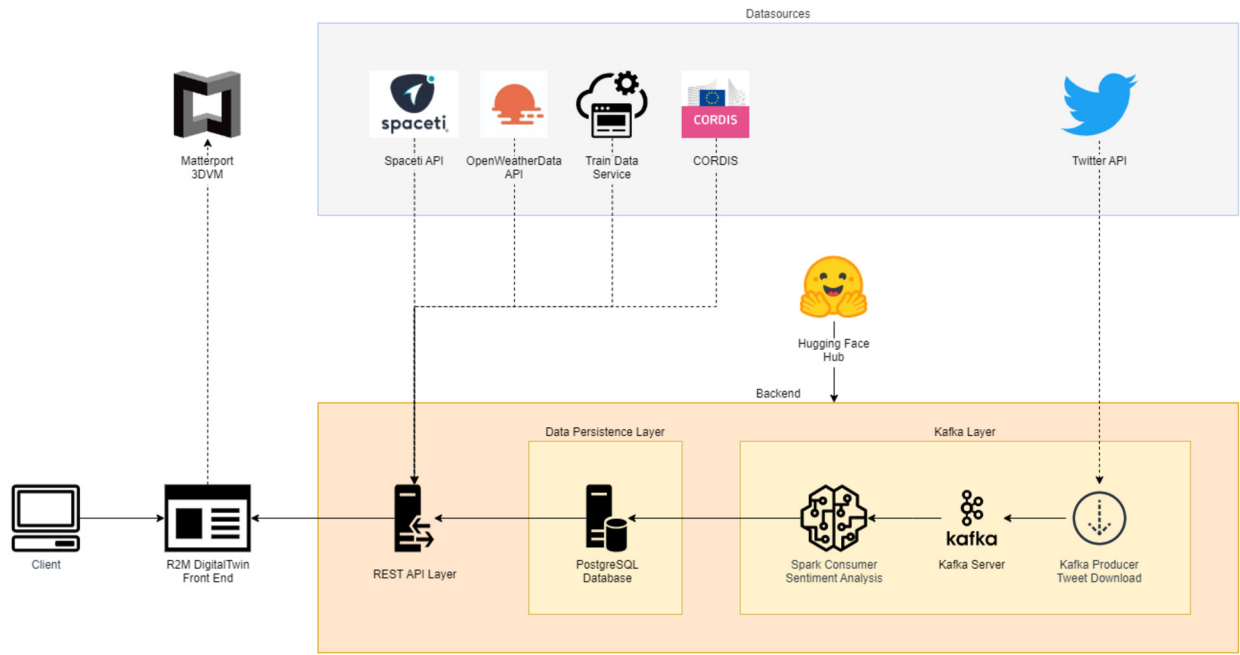 Datasources
spaceti
CORDIS
Matterport
3DVM
Spaceti API
OpenWeatherData
API
Train Data
Service
CORDIS
Twitter API
Hugging Face
Hub
Backend
Data Persistence Layer
Kafka Layer
kafka
Client
R2M DigitalTwin
Front End
REST API Layer
PostgreSQL
Database
Spark Consumer
Sentiment Analysis
Kafka Server
Kafka Producer
Tweet Download